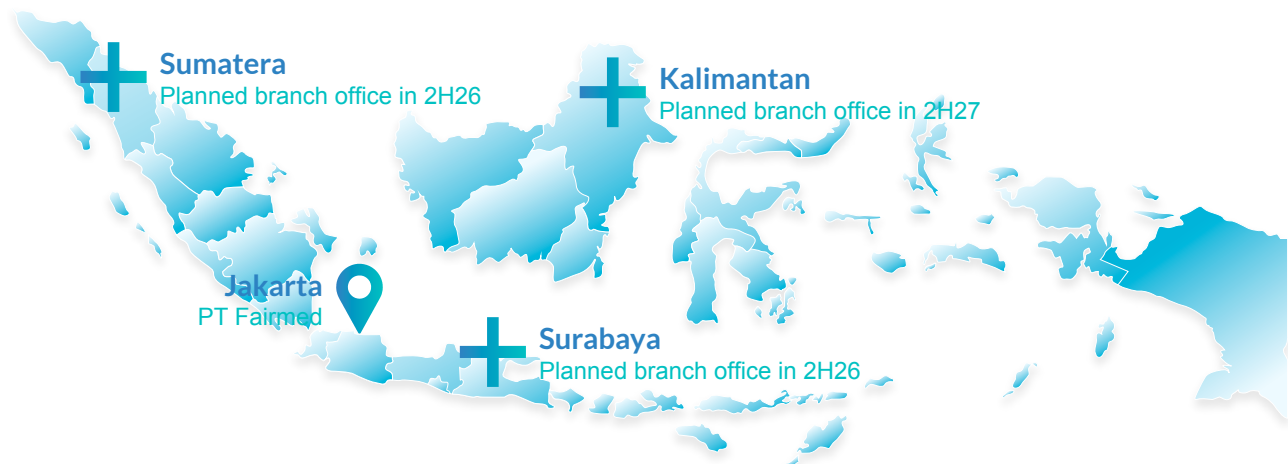 Sumatera
Planned branch office in 2H26
Kalimantan
Planned branch office in 2H27
Jakarta
PT Fairmed
Surabaya
Planned branch office in 2H26